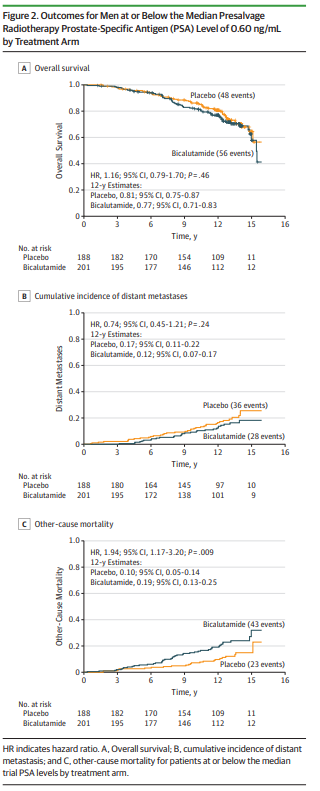 Figure 2. Outcomes for Men at or Below the Median Presalvage
Radiotherapy Prostate-Specific Antigen (PSA) Level of 0.60 ng/mL
by Treatment Arm
A Overall survival
1.0
0.8
0.6
0.4
0.2
0
Overall Survival
Placebo (48 events)
Bicalutamide (56 events)
HR, 1.16; 95% CI, 0.79-1.70; P = .46
12-y Estimates:
Placebo, 0.81; 95% CI, 0.75-0.87
Bicalutamide, 0.77; 95% CI, 0.71-0.83
0 3 6 9 12 15 16
Time, y
No. at risk
Placebo 188 182 170 154 109 11
Bicalutamide 201 195 177 146 112 12
B Cumulative incidence of distant metastases
1.0
0.8
0.6
0.4
0.2
0
Distant Metastases
HR, 0.74; 95% CI, 0.45-1.21; P = .24
12-y Estimates:
Placebo, 0.17; 95% CI, 0.11-0.22
Bicalutamide, 0.12; 95% CI, 0.07-0.17
Placebo (36 events)
Bicalutamide (28 events)
0 3 6 9 12 15 16
Time, y
No. at risk
Placebo 188 180 164 145 97 10
Bicalutamide 201 195 172 138 101 9
C Other-cause mortality
1.0
0.8
0.6
0.4
0.2
0
Other-Cause Mortality
HR, 1.94; 95% CI, 1.17-3.20; P = .009
12-y Estimates:
Placebo, 0.10; 95% CI, 0.05-0.14
Bicalutamide, 0.19; 95% CI, 0.13-0.25
Bicalutamide (43 events)
Placebo (23 events)
0 3 6 9 12 15 16
Time, y
No. at risk
Placebo 188 182 170 154 109 11
Bicalutamide 201 195 177 146 112 12
HR indicates hazard ratio. A, Overall survival; B, cumulative incidence of distant
metastasis; and C, other-cause mortality for patients at or below the median
trial PSA levels by treatment arm.